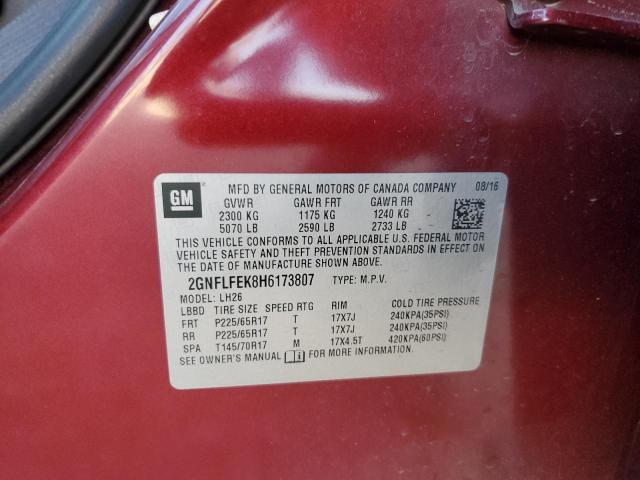 GM MFD BY GENERAL MOTORS OF CANADA COMPANY 08/16
GVWR GAWR FRT GAWR RR
2300 KG 1175 KG 1240 KG
5070 LB 2590 LB 2733 LB
THIS VEHICLE CONFORMS TO ALL APPLICABLE U.S. FEDERAL MOTOR
VEHICLE SAFETY AND THEFT PREVENTION STANDARDS IN EFFECT ON
THE DATE OF MANUFACTURE SHOWN ABOVE.
2GNFLFEK8H6173807 TYPE: M.P.V.
MODEL: LH26
LBBD TIRE SIZE SPEED RTG RIM COLD TIRE PRESSURE
FRT P225/65R17 T 17X7J 240KPA(35PSI)
RR P225/65R17 T 17X7J 240KPA(35PSI)
SPA T145/70R17 M 17X4.5T 420KPA(60PSI)
SEE OWNER'S MANUAL FOR MORE INFORMATION.